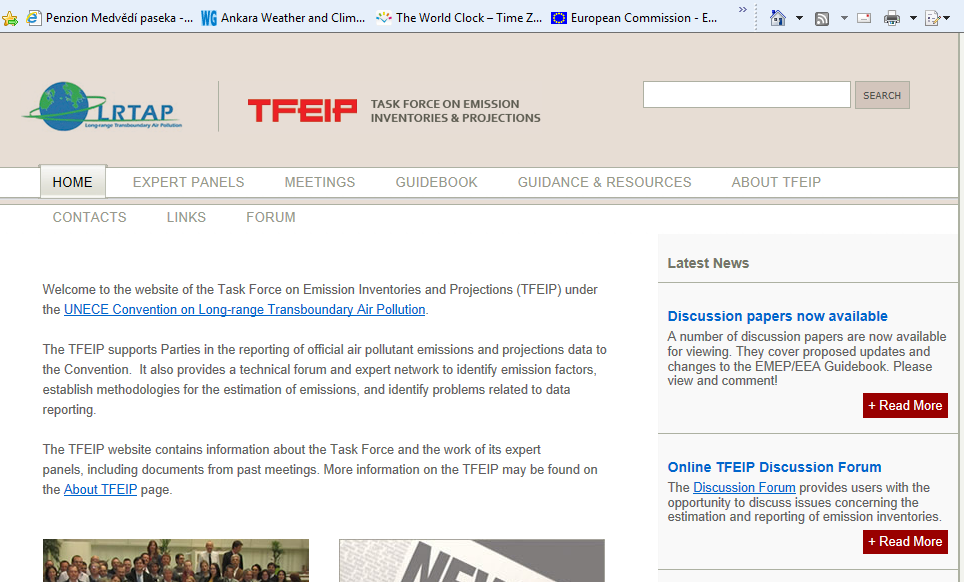 Penzion Medvědí paseka -... Ankara Weather and Clim... The World Clock – Time Z... European Commission - E...
LRTAP
Long-range Transboundary Air Pollution
TFEIP
TASK FORCE ON EMISSION
INVENTORIES & PROJECTIONS
SEARCH
HOME EXPERT PANELS MEETINGS GUIDEBOOK GUIDANCE & RESOURCES ABOUT TFEIP
CONTACTS LINKS FORUM
Welcome to the website of the Task Force on Emission Inventories and Projections (TFEIP) under
the UNECE Convention on Long-range Transboundary Air Pollution.
The TFEIP supports Parties in the reporting of official air pollutant emissions and projections data to
the Convention.  It also provides a technical forum and expert network to identify emission factors,
establish methodologies for the estimation of emissions, and identify problems related to data
reporting.
The TFEIP website contains information about the Task Force and the work of its expert
panels, including documents from past meetings. More information on the TFEIP may be found on
the About TFEIP page.
Latest News
Discussion papers now available
A number of discussion papers are now available
for viewing. They cover proposed updates and
changes to the EMEP/EEA Guidebook. Please
view and comment!
+ Read More
Online TFEIP Discussion Forum
The Discussion Forum provides users with the
opportunity to discuss issues concerning the
estimation and reporting of emission inventories.
+ Read More